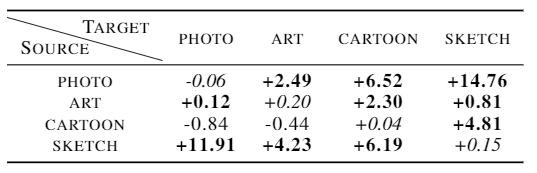 TARGET
SOURCE PHOTO ART CARTOON SKETCH
PHOTO -0.06 +2.49 +6.52 +14.76
ART +0.12 +0.20 +2.30 +0.81
CARTOON -0.84 -0.44 +0.04 +4.81
SKETCH +11.91 +4.23 +6.19 +0.15